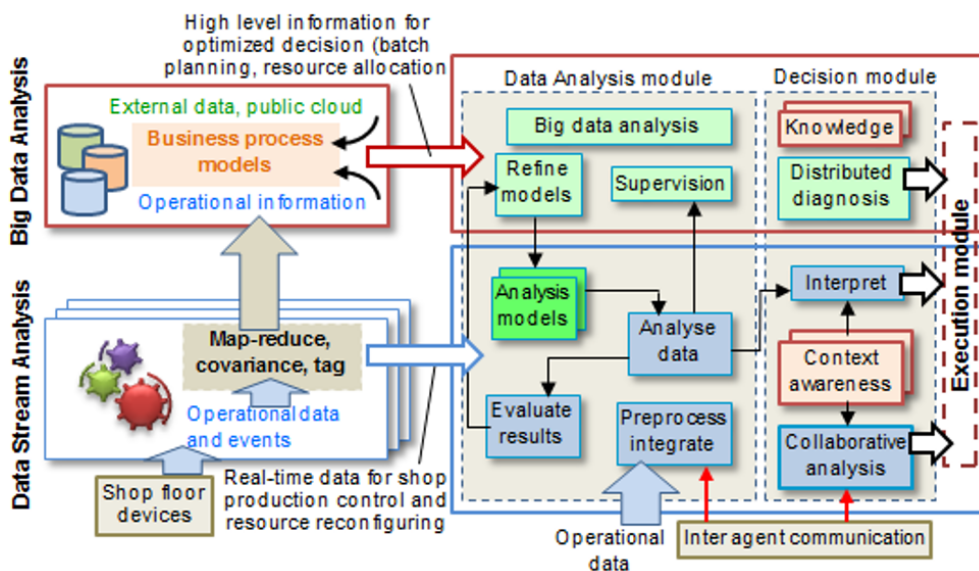 High level information for
optimized decision (batch
planning, resource allocation
Big Data Analysis
External data, public cloud
Business process
models
Operational information
Data Analysis module
Big data analysis
Refine
models
Supervision
Decision module
Knowledge
Distributed
diagnosis
Execution module
Data Stream Analysis
Map-reduce,
covariance, tag
Operational data
and events
Shop floor
devices
Real-time data for shop
production control and
resource reconfiguring
Analysis
models
Analyse
data
Evaluate
results
Preprocess
integrate
Interpret
Context
awareness
Collaborative
analysis
Operational
data
Inter agent communication